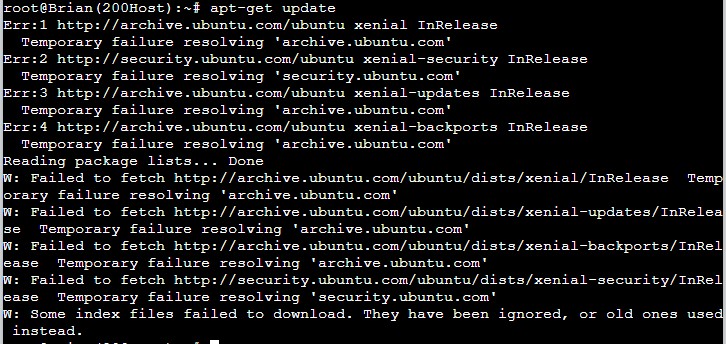 root@Brian(200Host):~# apt-get update
Err:1 http://archive.ubuntu.com/ubuntu xenial InRelease
  Temporary failure resolving 'archive.ubuntu.com'
Err:2 http://security.ubuntu.com/ubuntu xenial-security InRelease
  Temporary failure resolving 'security.ubuntu.com'
Err:3 http://archive.ubuntu.com/ubuntu xenial-updates InRelease
  Temporary failure resolving 'archive.ubuntu.com'
Err:4 http://archive.ubuntu.com/ubuntu xenial-backports InRelease
  Temporary failure resolving 'archive.ubuntu.com'
Reading package lists... Done
W: Failed to fetch http://archive.ubuntu.com/ubuntu/dists/xenial/InRelease  Temp
orary failure resolving 'archive.ubuntu.com'
W: Failed to fetch http://archive.ubuntu.com/ubuntu/dists/xenial-updates/InRelea
se  Temporary failure resolving 'archive.ubuntu.com'
W: Failed to fetch http://archive.ubuntu.com/ubuntu/dists/xenial-backports/InRel
ease  Temporary failure resolving 'archive.ubuntu.com'
W: Failed to fetch http://security.ubuntu.com/ubuntu/dists/xenial-security/InRel
ease  Temporary failure resolving 'security.ubuntu.com'
W: Some index files failed to download. They have been ignored, or old ones used
 instead.